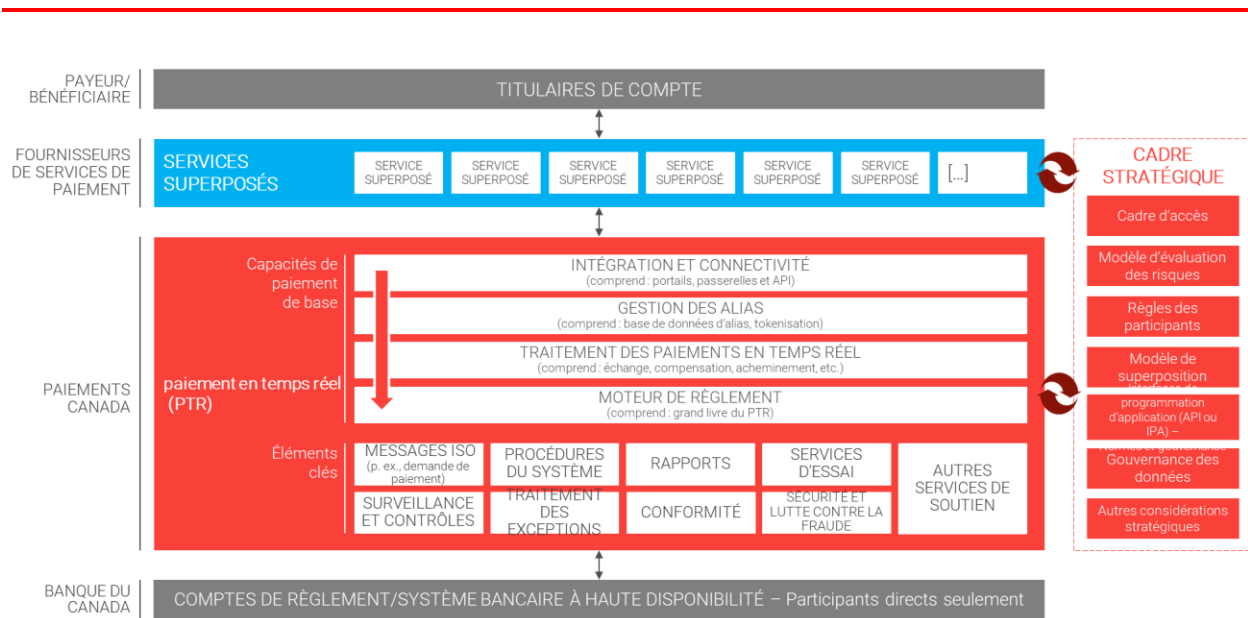 PAYEUR/
BÉNÉFICIAIRE
TITULAIRES DE COMPTE
FOURNISSEURS
DE SERVICES DE
PAIEMENT
SERVICES
SUPERPOSÉS
SERVICE
SUPERPOSÉ
SERVICE
SUPERPOSÉ
SERVICE
SUPERPOSÉ
SERVICE
SUPERPOSÉ
SERVICE
SUPERPOSÉ
SERVICE
SUPERPOSÉ
[...]
PAIEMENTS
CANADA
Capacités de
paiement
de base
paiement en temps réel
(PTR)
INTÉGRATION ET CONNECTIVITÉ
(comprend : portails, passerelles et API)
GESTION DES ALIAS
(comprend : base de données d'alias, tokenisation)
TRAITEMENT DES PAIEMENTS EN TEMPS RÉEL
(comprend : échange, compensation, acheminement, etc.)
MOTEUR DE RÈGLEMENT
(comprend : grand livre du PTR)
Éléments
clés
MESSAGES ISO
(p. ex., demande de
paiement)
PROCÉDURES
DU SYSTÈME
RAPPORTS
SERVICES
D'ESSAI
AUTRES
SERVICES DE
SOUTIEN
SURVEILLANCE
ET CONTRÔLES
TRAITEMENT
DES
EXCEPTIONS
CONFORMITÉ
SÉCURITÉ ET
LUTTE CONTRE LA
FRAUDE
BANQUE DU
CANADA
COMPTES DE RÈGLEMENT/SYSTÈME BANCAIRE À HAUTE DISPONIBILITÉ – Participants directs seulement
CADRE
STRATÉGIQUE
Cadre d'accès
Modèle d'évaluation
des risques
Règles des
participants
Modèle de
superposition
programmation
d'application (API ou
IPA) –
Gouvernance des
données
Autres considérations
stratégiques